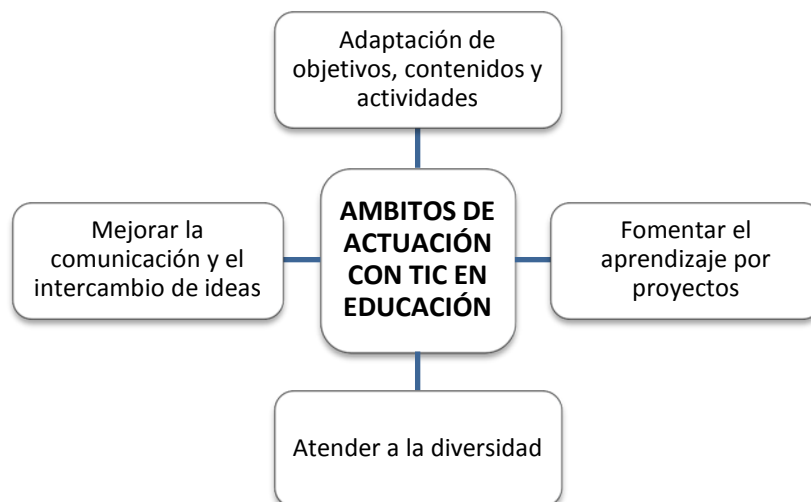 Adaptación de
objetivos, contenidos y
actividades
Mejorar la
comunicación y el
intercambio de ideas
AMBITOS DE
ACTUACIÓN
CON TIC EN
EDUCACIÓN
Fomentar el
aprendizaje por
proyectos
Atender a la diversidad